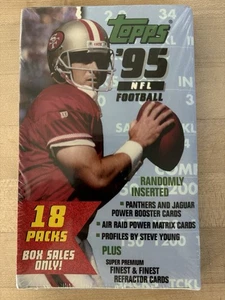 Topps
'95
NFL
FOOTBALL
RANDOMLY
INSERTED
PANTHERS AND JAGUAR
POWER BOOSTER CARDS
AIR RAID POWER MATRIX CARDS
PROFILES BY STEVE YOUNG
PLUS
SUPER PREMIUM
FINEST & FINEST
REFRACTOR CARDS
18
PACKS
BOX SALES
ONLY!